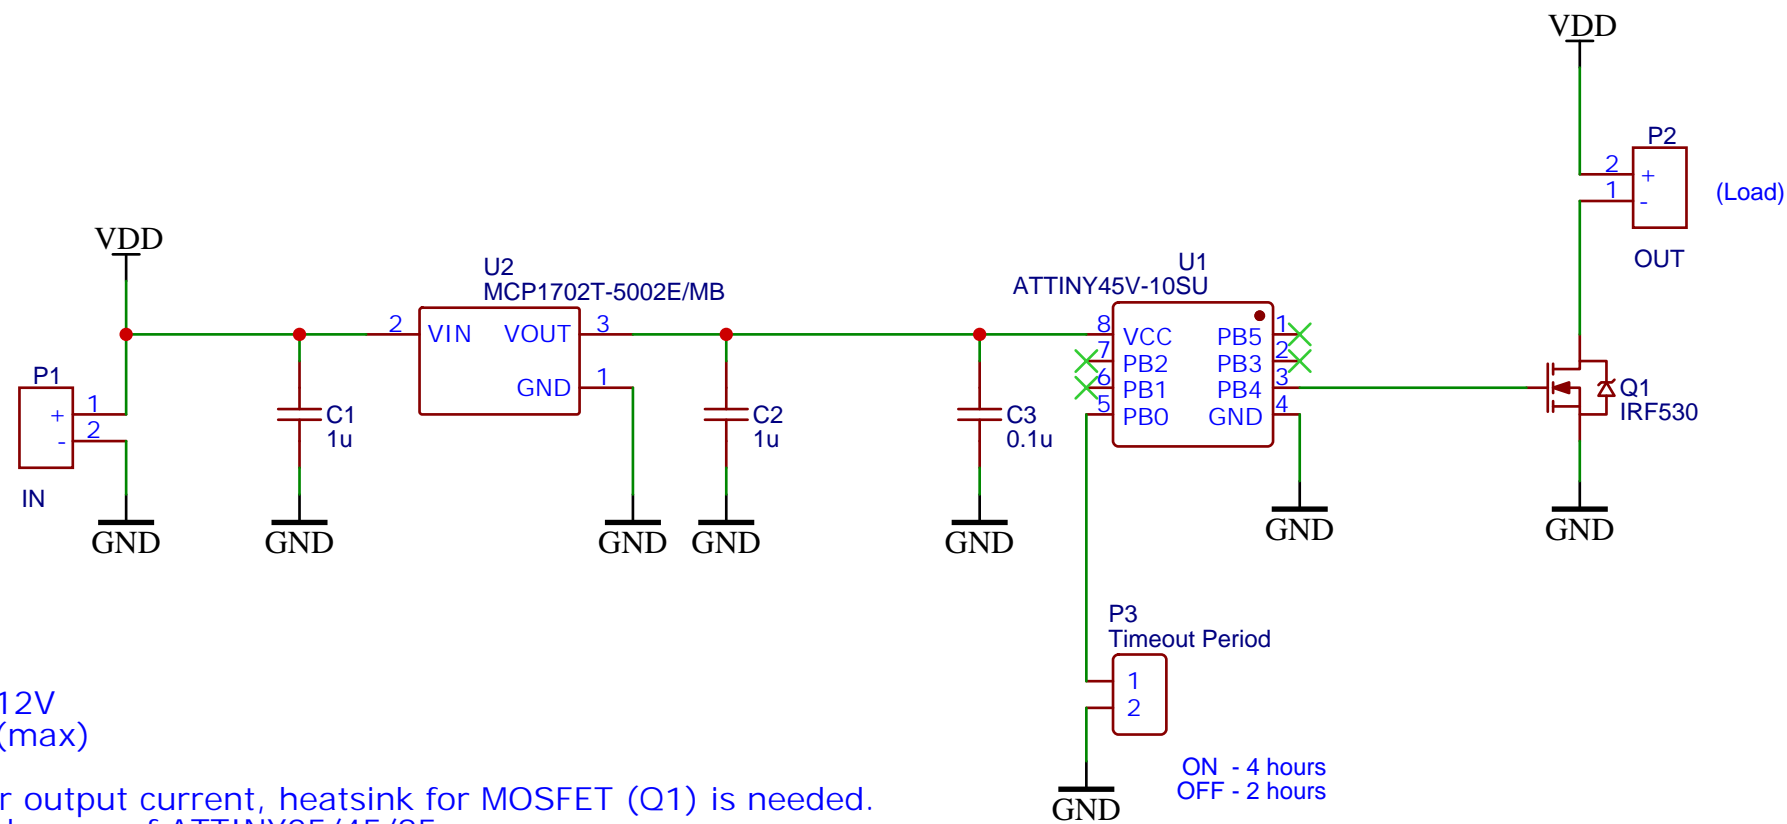 VDD
P2
2
+
1
-
(Load)
OUT
VDD
P1
1
+
2
-
IN
GND
C1
1u
GND
U2
MCP1702T-5002E/MB
2
VIN
VOUT
3
GND
1
GND
C2
1u
GND
C3
0.1u
GND
U1
ATTINY45V-10SU
8
VCC
PB5
1
7
PB2
PB3
2
6
PB1
PB4
3
5
PB0
GND
4
GND
Q1
IRF530
GND
P3
Timeout Period
1
2
GND
ON - 4 hours
OFF - 2 hours
12V
(max)
r output current, heatsink for MOSFET (Q1) is needed.